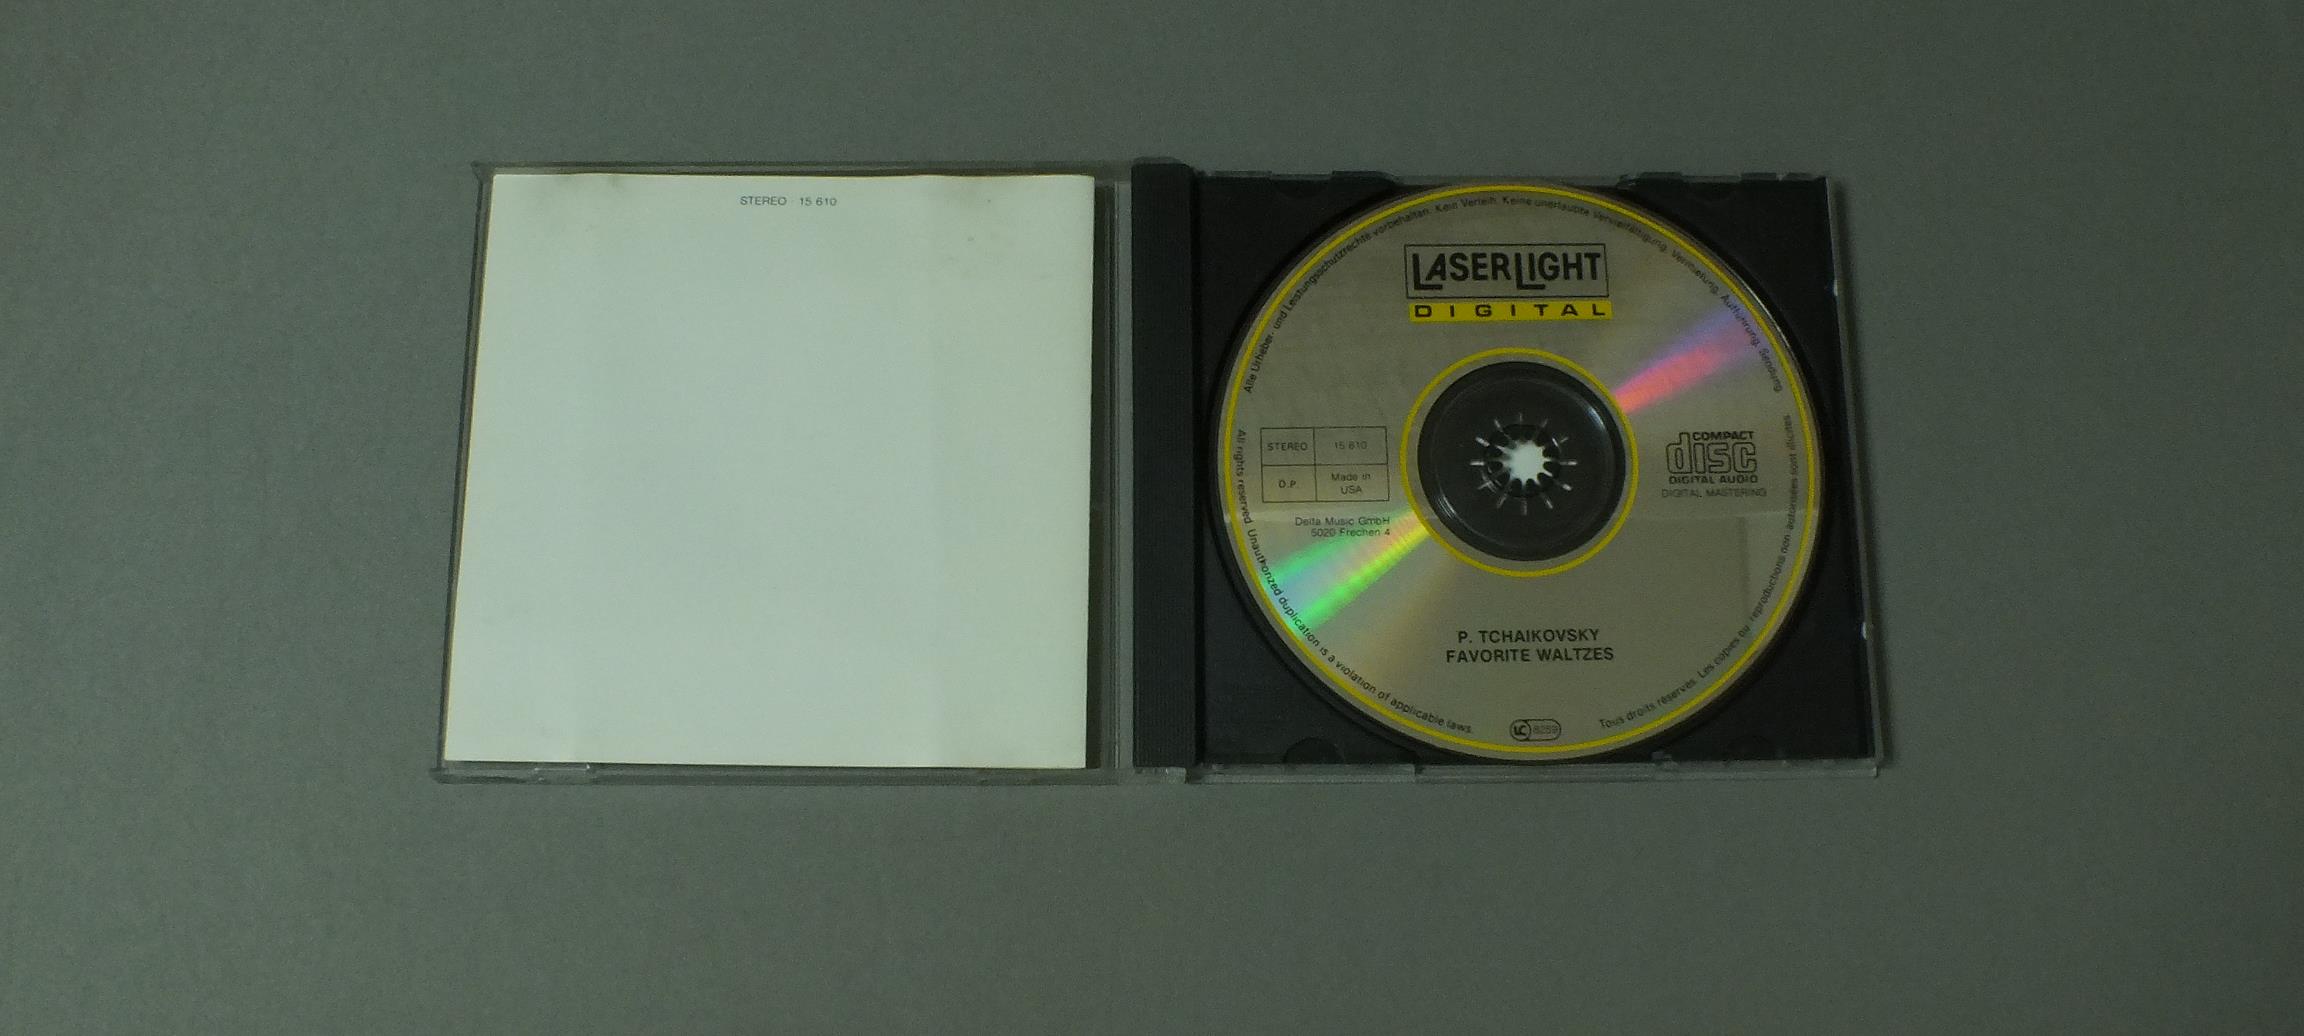 STEREO · 15 610
LASERLIGHT
DIGITAL
Alle Urheber- und Leistungsschutzrechte vorbehalten. Kein Verleih. Keine unerlaubte Vervielfältigung, Vermietung, Aufführung, Sendung
STEREO
15 610
D.P.
Made in
USA
Delta Music GmbH
5020 Frechen 4
COMPACT
disc
DIGITAL AUDIO
DIGITAL MASTERING
P. TCHAIKOVSKY
FAVORITE WALTZES
All rights reserved. Unauthorized duplication is a violation of applicable laws.
LC 8259
Tous droits réservés. Les copies ou reproductions non autorisées sont illicites